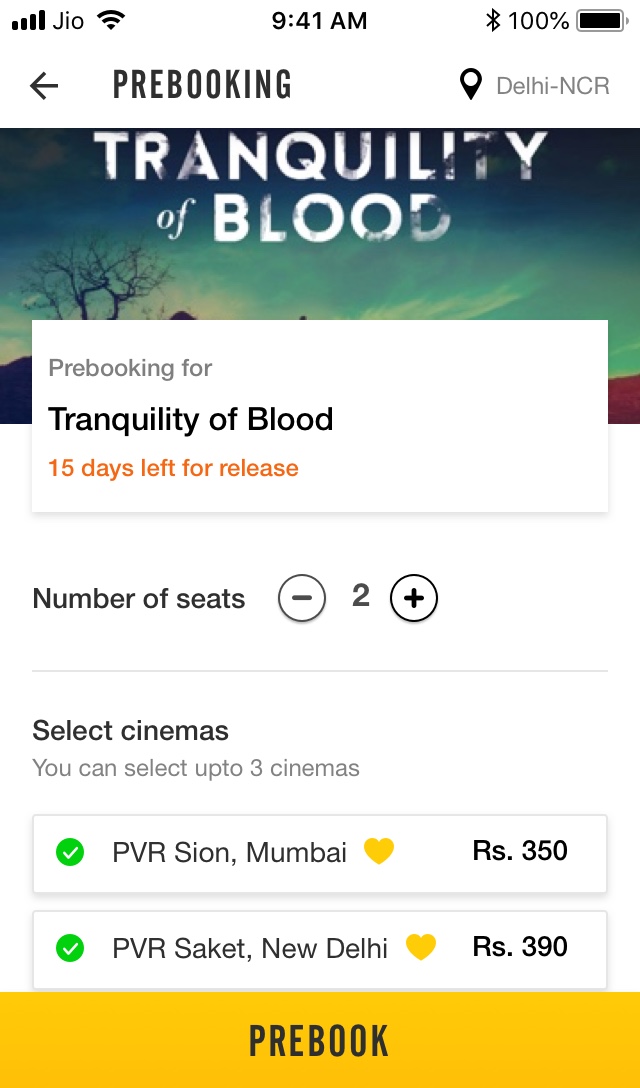 Jio 9:41 AM 100%
PREBOOKING Delhi-NCR
TRANQUILITY
of BLOOD
Prebooking for
Tranquility of Blood
15 days left for release
Number of seats 2
Select cinemas
You can select upto 3 cinemas
PVR Sion, Mumbai Rs. 350
PVR Saket, New Delhi Rs. 390
PREBOOK